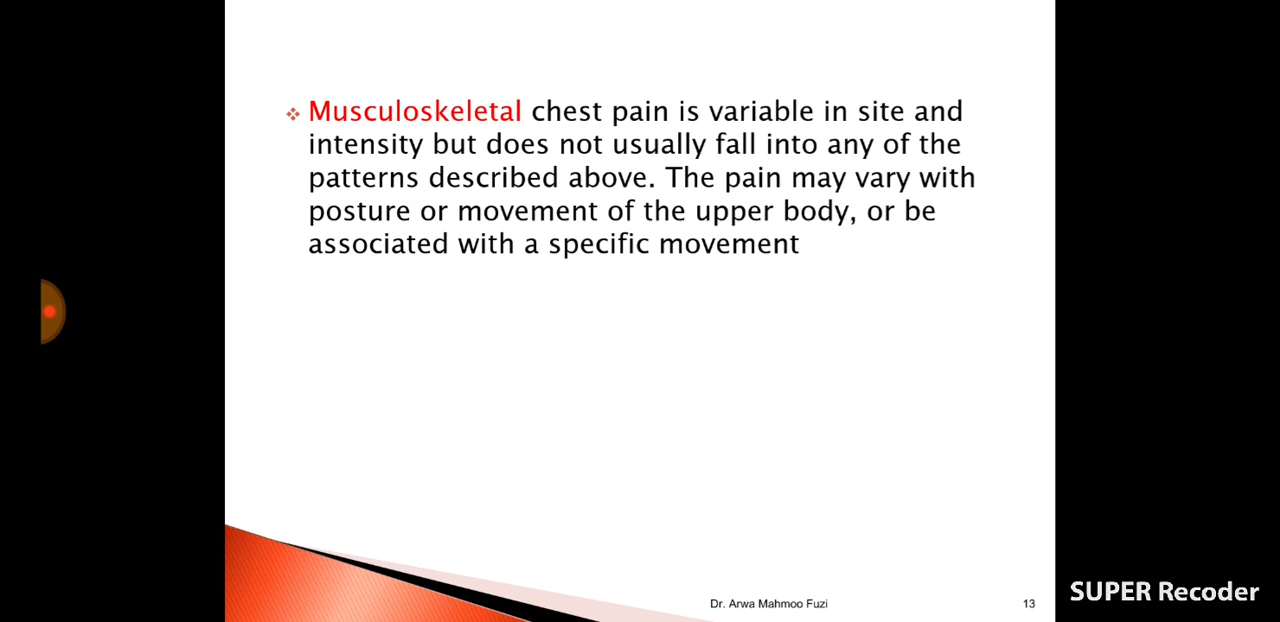 Musculoskeletal chest pain is variable in site and
intensity but does not usually fall into any of the
patterns described above. The pain may vary with
posture or movement of the upper body, or be
associated with a specific movement
Dr. Arwa Mahmoo Fuzi
13
SUPER Recoder